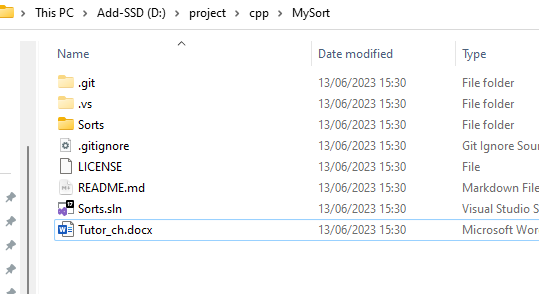 This PC > Add-SSD (D:) > project > cpp > MySort
Name Date modified Type
.git 13/06/2023 15:30 File folder
.vs 13/06/2023 15:30 File folder
Sorts 13/06/2023 15:30 File folder
.gitignore 13/06/2023 15:30 Git Ignore Sour
LICENSE 13/06/2023 15:30 File
README.md 13/06/2023 15:30 Markdown File
Sorts.sln 13/06/2023 15:30 Visual Studio S
Tutor_ch.docx 13/06/2023 15:30 Microsoft Wor